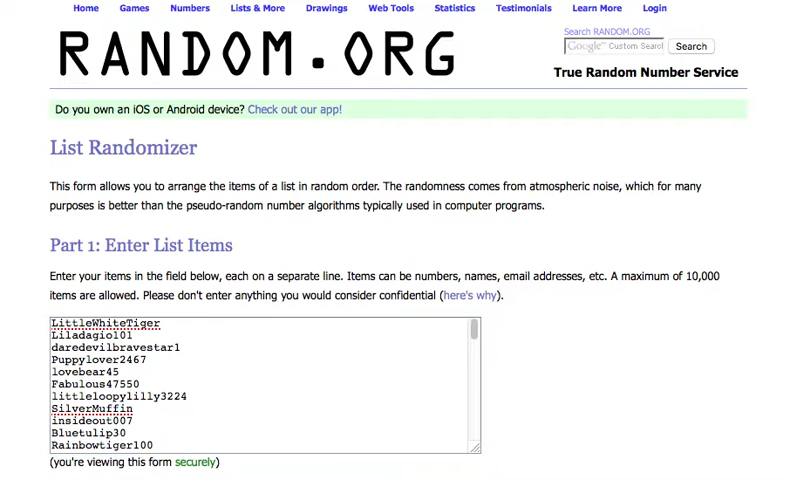 Home Games Numbers Lists & More Drawings Web Tools Statistics Testimonials Learn More Login
RANDOM.ORG
Search RANDOM.ORG
Google™ Custom Search
Search
True Random Number Service
Do you own an iOS or Android device? Check out our app!
List Randomizer
This form allows you to arrange the items of a list in random order. The randomness comes from atmospheric noise, which for many
purposes is better than the pseudo-random number algorithms typically used in computer programs.
Part 1: Enter List Items
Enter your items in the field below, each on a separate line. Items can be numbers, names, email addresses, etc. A maximum of 10,000
items are allowed. Please don't enter anything you would consider confidential (here's why).
LittleWhiteTiger
Liladagio101
daredevilbravestar1
Puppylover2467
lovebear45
Fabulous47550
littleloopylilly3224
SilverMuffin
insideout007
Bluetulip30
Rainbowtiger100
(you're viewing this form securely)